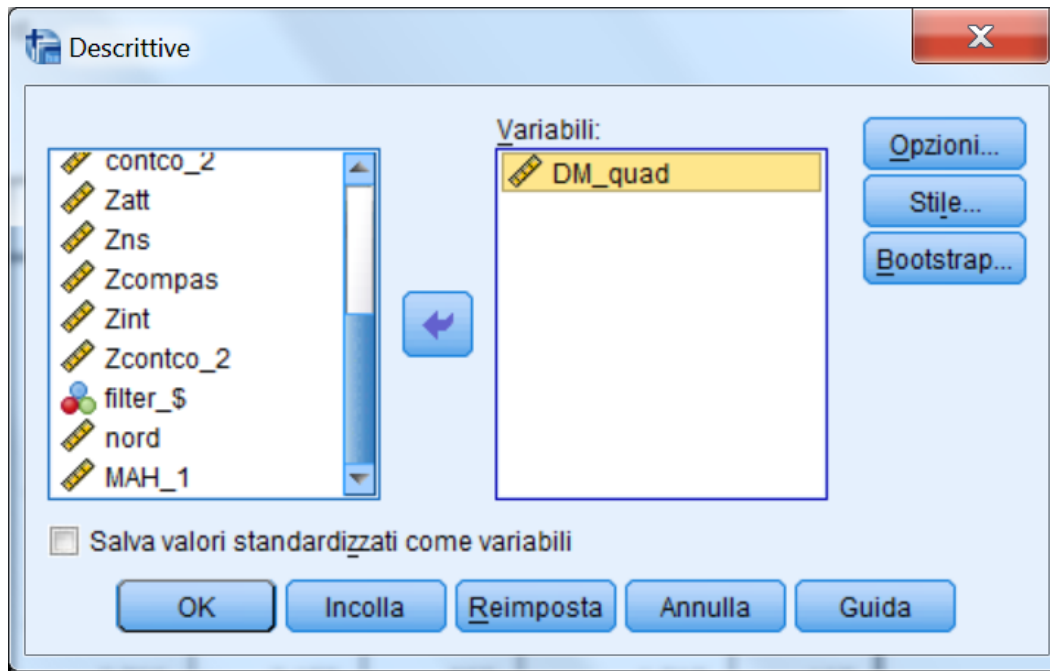 Descrittive
Variabili:
contco_2
Zatt
Zns
Zcompas
Zint
Zcontco_2
filter_$
nord
MAH_1
DM_quad
Opzioni...
Stile...
Bootstrap...
Salva valori standardizzati come variabili
OK
Incolla
Reimposta
Annulla
Guida